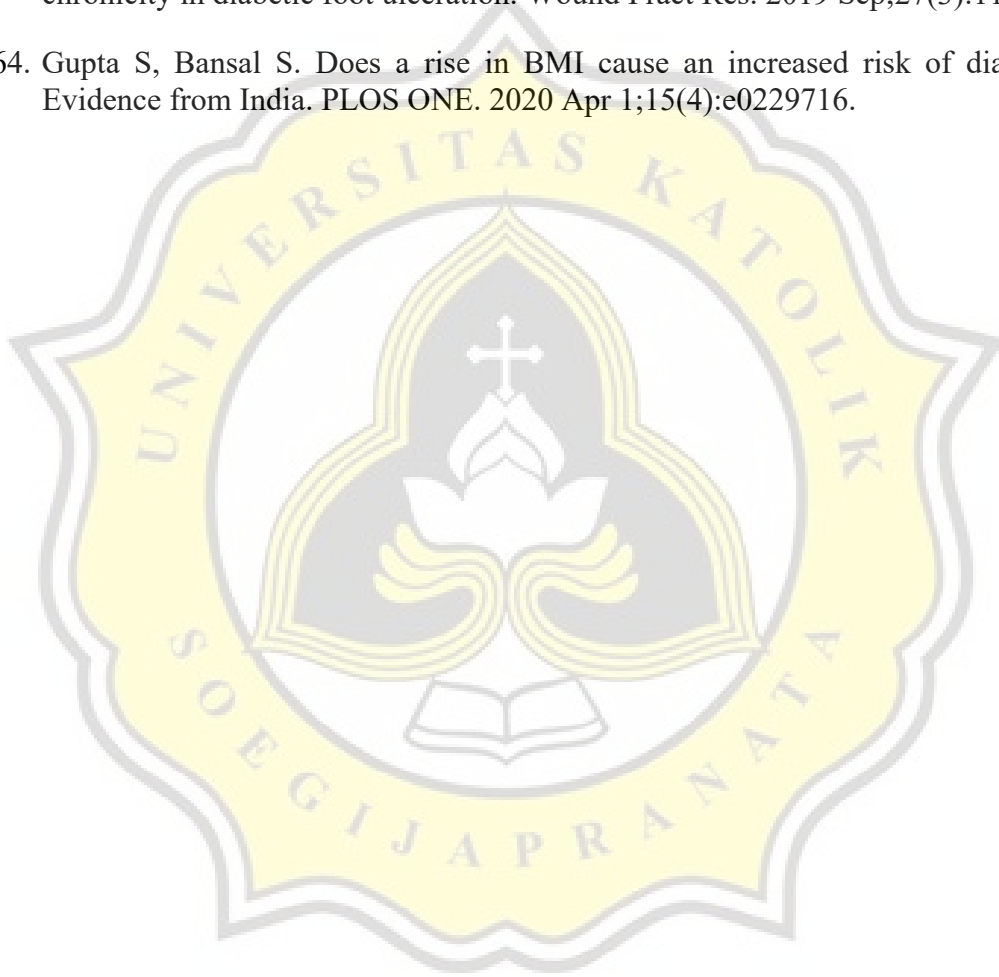 chronicity in diabetic foot ulceration. Wound Pract Res. 2019 Sep;27(3):
64. Gupta S, Bansal S. Does a rise in BMI cause an increased risk of
Evidence from India. PLOS ONE. 2020 Apr 1;15(4):e0229716.
UNIVERSITAS KATOLIK
SOEGIJAPRANATA